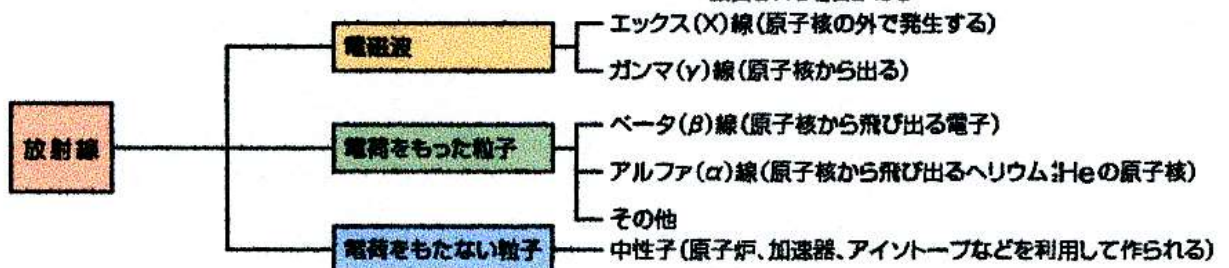 エックス(X)線(原子核の外で発生する)
電磁波
ガンマ(γ)線(原子核から出る)
放射線
ベータ(β)線(原子核から飛び出る電子)
電荷をもった粒子
アルファ(α)線(原子核から飛び出るヘリウム⁴₂Heの原子核)
その他
電荷をもたない粒子
中性子(原子炉、加速器、アイソトープなどを利用して作られる)